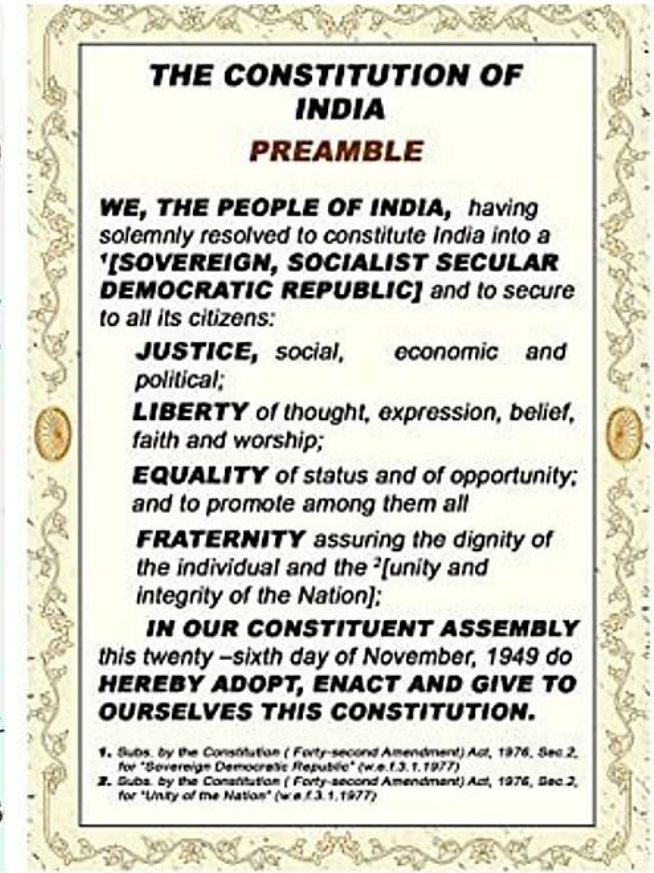 THE CONSTITUTION OF
INDIA
PREAMBLE
WE, THE PEOPLE OF INDIA, having
solemnly resolved to constitute India into a
¹[SOVEREIGN, SOCIALIST SECULAR
DEMOCRATIC REPUBLIC] and to secure
to all its citizens:
JUSTICE, social, economic and
political;
LIBERTY of thought, expression, belief,
faith and worship;
EQUALITY of status and of opportunity;
and to promote among them all
FRATERNITY assuring the dignity of
the individual and the ²[unity and
integrity of the Nation];
IN OUR CONSTITUENT ASSEMBLY
this twenty –sixth day of November, 1949 do
HEREBY ADOPT, ENACT AND GIVE TO
OURSELVES THIS CONSTITUTION.
1. Subs. by the Constitution ( Forty-second Amendment) Act, 1976, Sec.2,
for "Sovereign Democratic Republic" (w.e.f.3.1.1977)
2. Subs. by the Constitution ( Forty-second Amendment) Act, 1976, Sec.2,
for "Unity of the Nation" (w.e.f.3.1.1977)